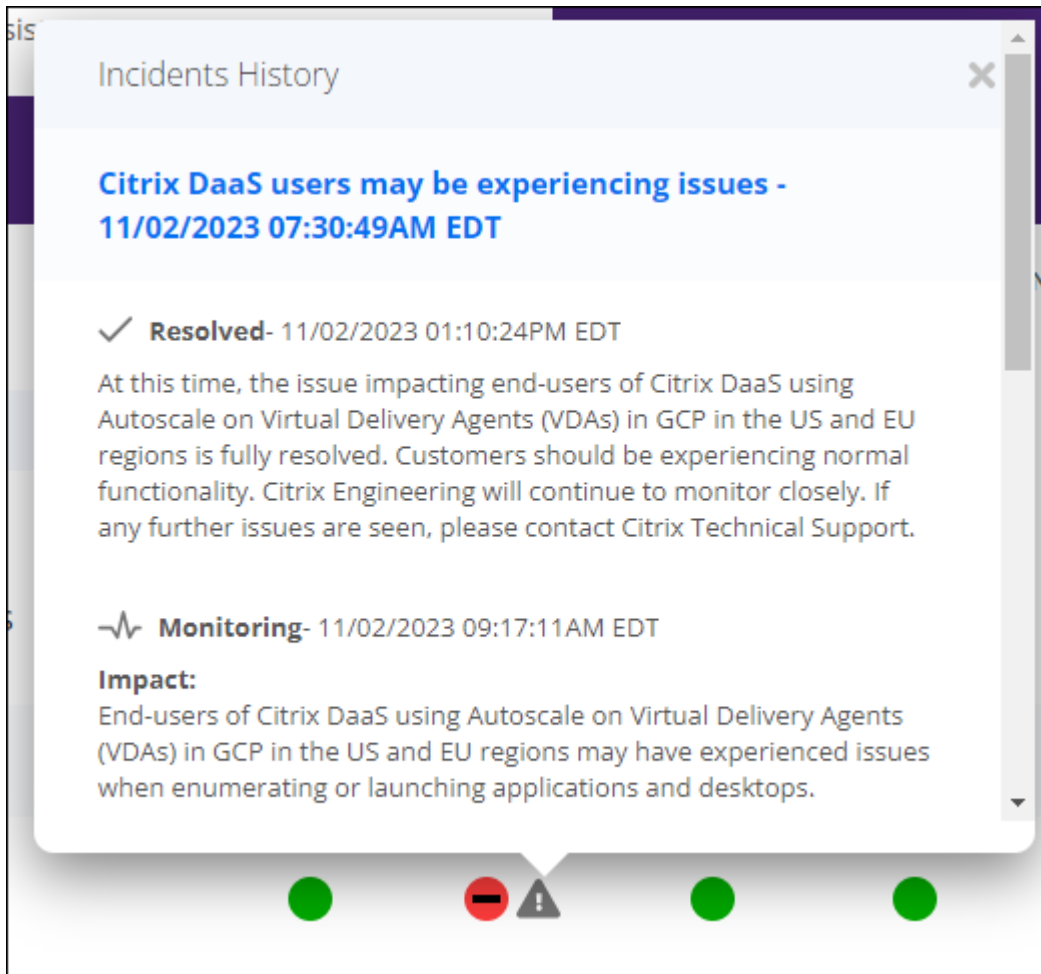 sis
Incidents History
Citrix DaaS users may be experiencing issues -
11/02/2023 07:30:49AM EDT
Resolved- 11/02/2023 01:10:24PM EDT
At this time, the issue impacting end-users of Citrix DaaS using
Autoscale on Virtual Delivery Agents (VDAs) in GCP in the US and EU
regions is fully resolved. Customers should be experiencing normal
functionality. Citrix Engineering will continue to monitor closely. If
any further issues are seen, please contact Citrix Technical Support.
Monitoring- 11/02/2023 09:17:11AM EDT
Impact:
End-users of Citrix DaaS using Autoscale on Virtual Delivery Agents
(VDAs) in GCP in the US and EU regions may have experienced issues
when enumerating or launching applications and desktops.